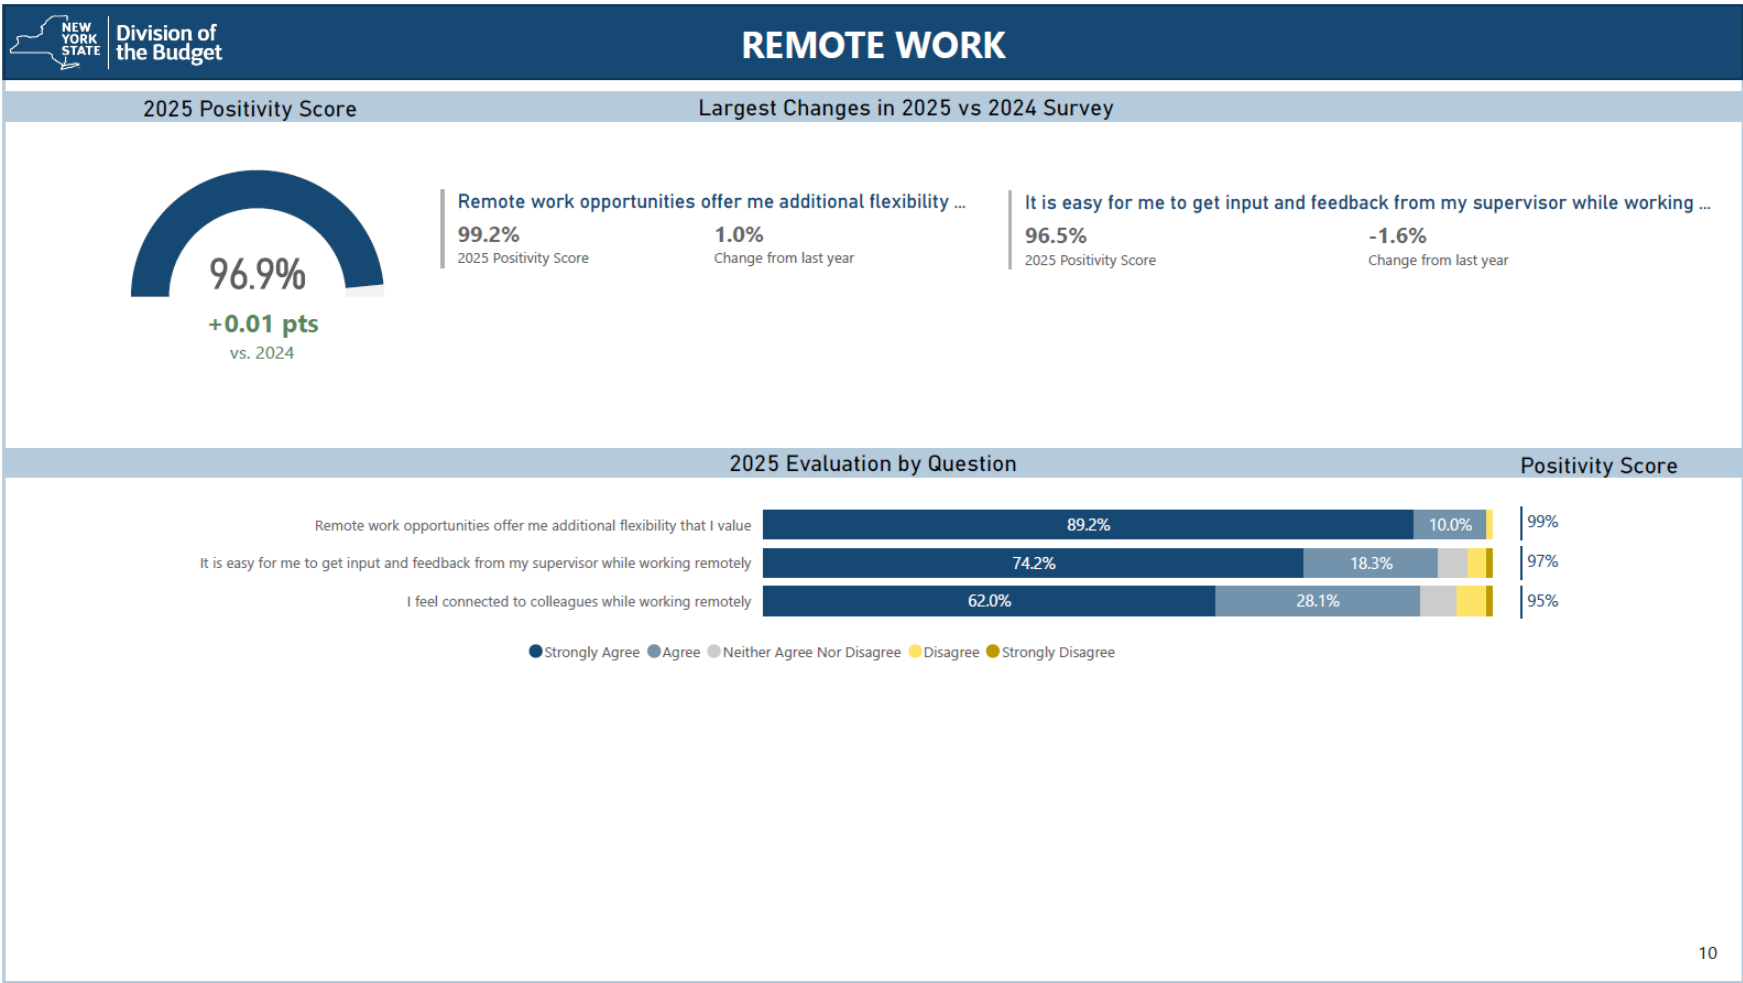 NEW
YORK
STATE
Division of
the Budget
REMOTE WORK
2025 Positivity Score
Largest Changes in 2025 vs 2024 Survey
96.9%
+0.01 pts
vs. 2024
Remote work opportunities offer me additional flexibility ...
99.2%
2025 Positivity Score
1.0%
Change from last year
It is easy for me to get input and feedback from my supervisor while working ...
96.5%
2025 Positivity Score
-1.6%
Change from last year
2025 Evaluation by Question
Positivity Score
Remote work opportunities offer me additional flexibility that I value 89.2% 10.0% 99%
It is easy for me to get input and feedback from my supervisor while working remotely 74.2% 18.3% 97%
I feel connected to colleagues while working remotely 62.0% 28.1% 95%
Strongly Agree Agree Neither Agree Nor Disagree Disagree Strongly Disagree
10